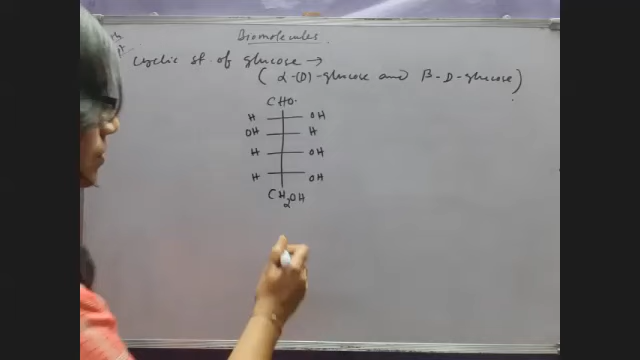 Biomolecules
Cyclic st. of glucose →
(α-(D)-glucose and β-D-glucose)
CHO
H OH
OH H
H OH
H OH
CH2OH